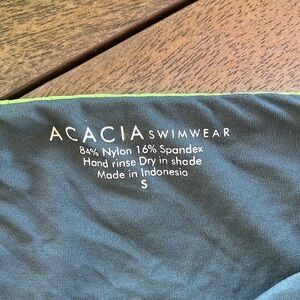 ACACIA SWIMWEAR
84% Nylon 16% Spandex
Hand rinse Dry in shade
Made in Indonesia
S